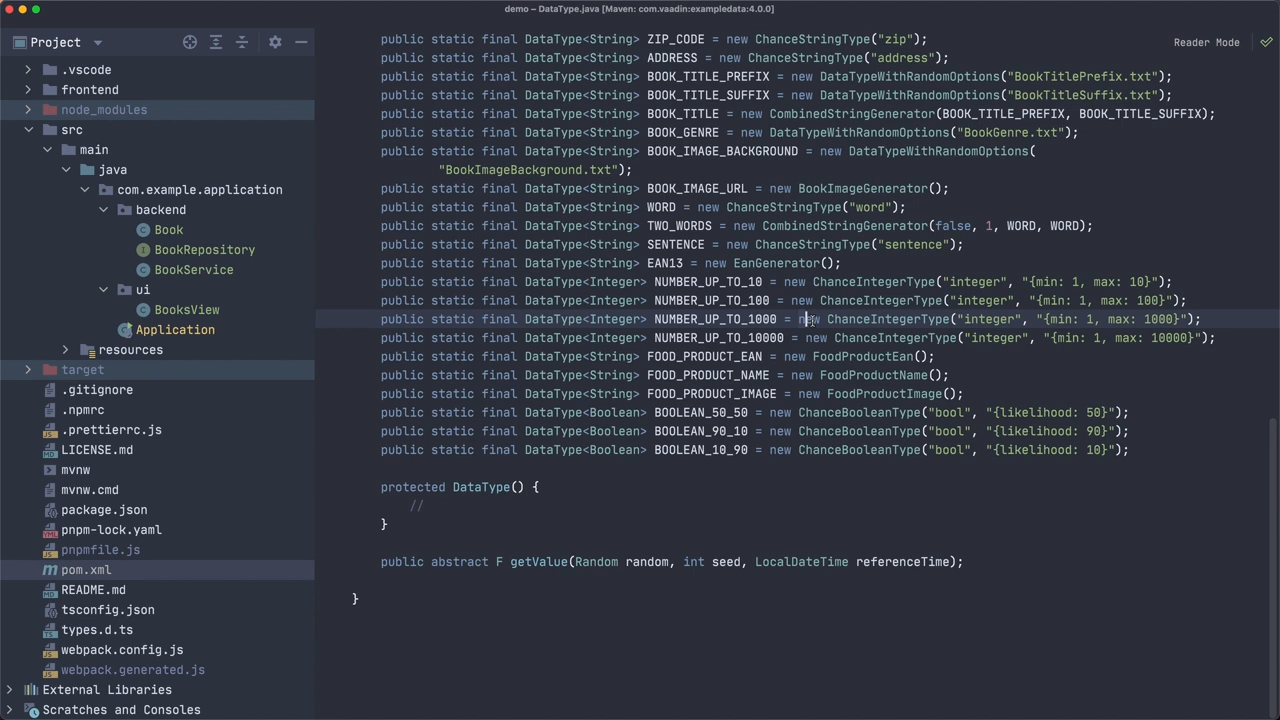 demo – DataType.java [Maven: com.vaadin:exampledata:4.0.0]
Project
Reader Mode
.vscode
frontend
node_modules
src
main
java
com.example.application
backend
Book
BookRepository
BookService
ui
BooksView
Application
resources
target
.gitignore
.npmrc
.prettierrc.js
LICENSE.md
mvnw
mvnw.cmd
package.json
pnpm-lock.yaml
pnpmfile.js
pom.xml
README.md
tsconfig.json
types.d.ts
webpack.config.js
webpack.generated.js
External Libraries
Scratches and Consoles
public static final DataType<String> ZIP_CODE = new ChanceStringType("zip");
public static final DataType<String> ADDRESS = new ChanceStringType("address");
public static final DataType<String> BOOK_TITLE_PREFIX = new DataTypeWithRandomOptions("BookTitlePrefix.txt");
public static final DataType<String> BOOK_TITLE_SUFFIX = new DataTypeWithRandomOptions("BookTitleSuffix.txt");
public static final DataType<String> BOOK_TITLE = new CombinedStringGenerator(BOOK_TITLE_PREFIX, BOOK_TITLE_SUFFIX);
public static final DataType<String> BOOK_GENRE = new DataTypeWithRandomOptions("BookGenre.txt");
public static final DataType<String> BOOK_IMAGE_BACKGROUND = new DataTypeWithRandomOptions(
"BookImageBackground.txt");
public static final DataType<String> BOOK_IMAGE_URL = new BookImageGenerator();
public static final DataType<String> WORD = new ChanceStringType("word");
public static final DataType<String> TWO_WORDS = new CombinedStringGenerator(false, 1, WORD, WORD);
public static final DataType<String> SENTENCE = new ChanceStringType("sentence");
public static final DataType<String> EAN13 = new EanGenerator();
public static final DataType<Integer> NUMBER_UP_TO_10 = new ChanceIntegerType("integer", "{min: 1, max: 10}");
public static final DataType<Integer> NUMBER_UP_TO_100 = new ChanceIntegerType("integer", "{min: 1, max: 100}");
public static final DataType<Integer> NUMBER_UP_TO_1000 = new ChanceIntegerType("integer", "{min: 1, max: 1000}");
public static final DataType<Integer> NUMBER_UP_TO_10000 = new ChanceIntegerType("integer", "{min: 1, max: 10000}");
public static final DataType<String> FOOD_PRODUCT_EAN = new FoodProductEan();
public static final DataType<String> FOOD_PRODUCT_NAME = new FoodProductName();
public static final DataType<String> FOOD_PRODUCT_IMAGE = new FoodProductImage();
public static final DataType<Boolean> BOOLEAN_50_50 = new ChanceBooleanType("bool", "{likelihood: 50}");
public static final DataType<Boolean> BOOLEAN_90_10 = new ChanceBooleanType("bool", "{likelihood: 90}");
public static final DataType<Boolean> BOOLEAN_10_90 = new ChanceBooleanType("bool", "{likelihood: 10}");
protected DataType() {
//
}
public abstract F getValue(Random random, int seed, LocalDateTime referenceTime);
}